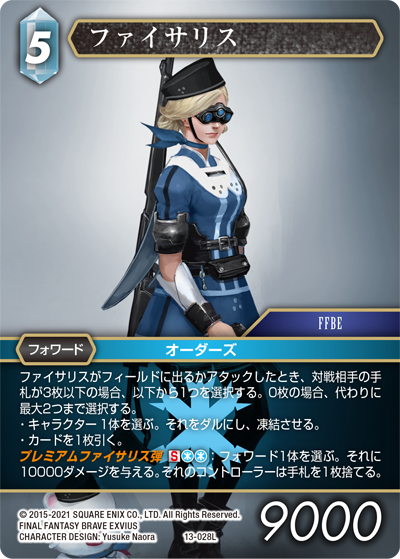 5
ファイサリス
FFBE
フォワード
オーダーズ
ファイサリスがフィールドに出るかアタックしたとき、対戦相手の手
札が3枚以下の場合、以下から1つを選択する。0枚の場合、代わりに
最大2つまで選択する。
・キャラクター 1体を選ぶ。それをダルにし、凍結させる。
・カードを1枚引く。
プレミアムファイサリス弾 S : フォワード1体を選ぶ。それに
10000ダメージを与える。それのコントローラーは手札を1枚捨てる。
© 2015-2021 SQUARE ENIX CO., LTD. All Rights Reserved.
FINAL FANTASY BRAVE EXVIUS
CHARACTER DESIGN: Yusuke Naora
13-028L
9000